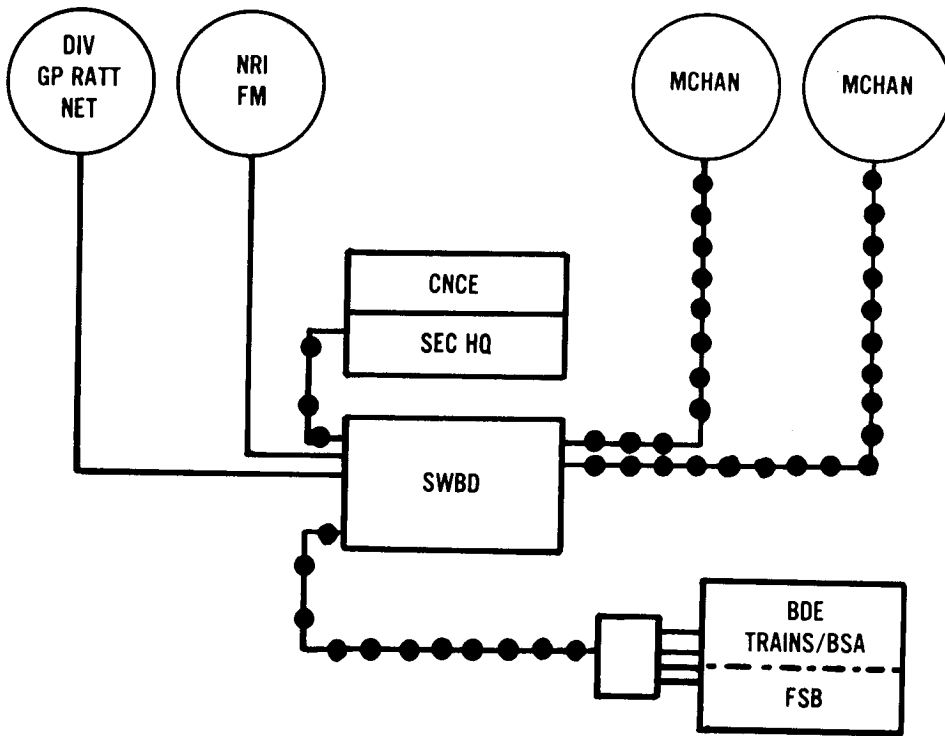 DIV
GP RATT
NET
NRI
FM
MCHAN
MCHAN
CNCE
SEC HQ
SWBD
BDE
TRAINS/BSA
FSB